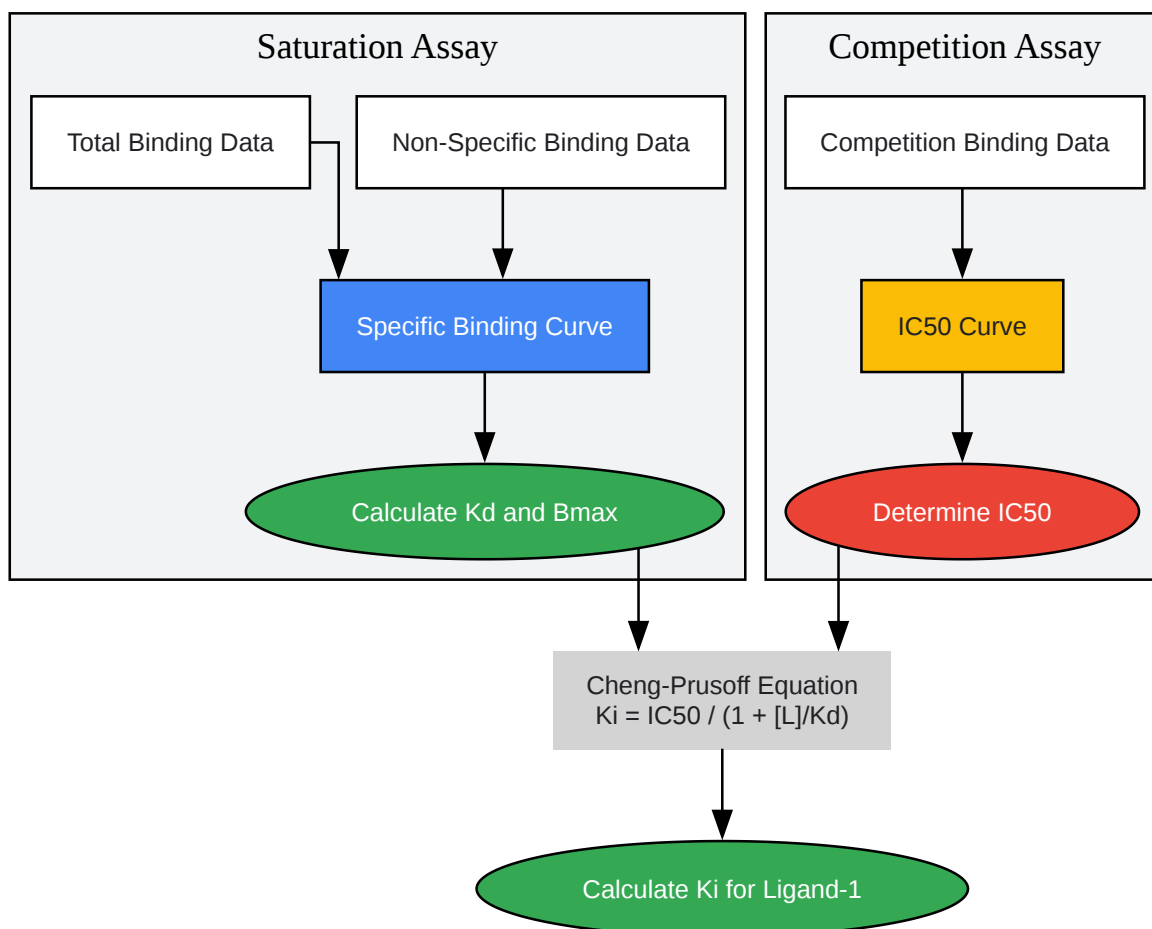 Saturation Assay
Competition Assay
Total Binding Data
Non-Specific Binding Data
Competition Binding Data
Specific Binding Curve
IC50 Curve
Calculate Kd and Bmax
Determine IC50
Cheng-Prusoff Equation
Ki = IC50 / (1 + [L]/Kd)
Calculate Ki for Ligand-1